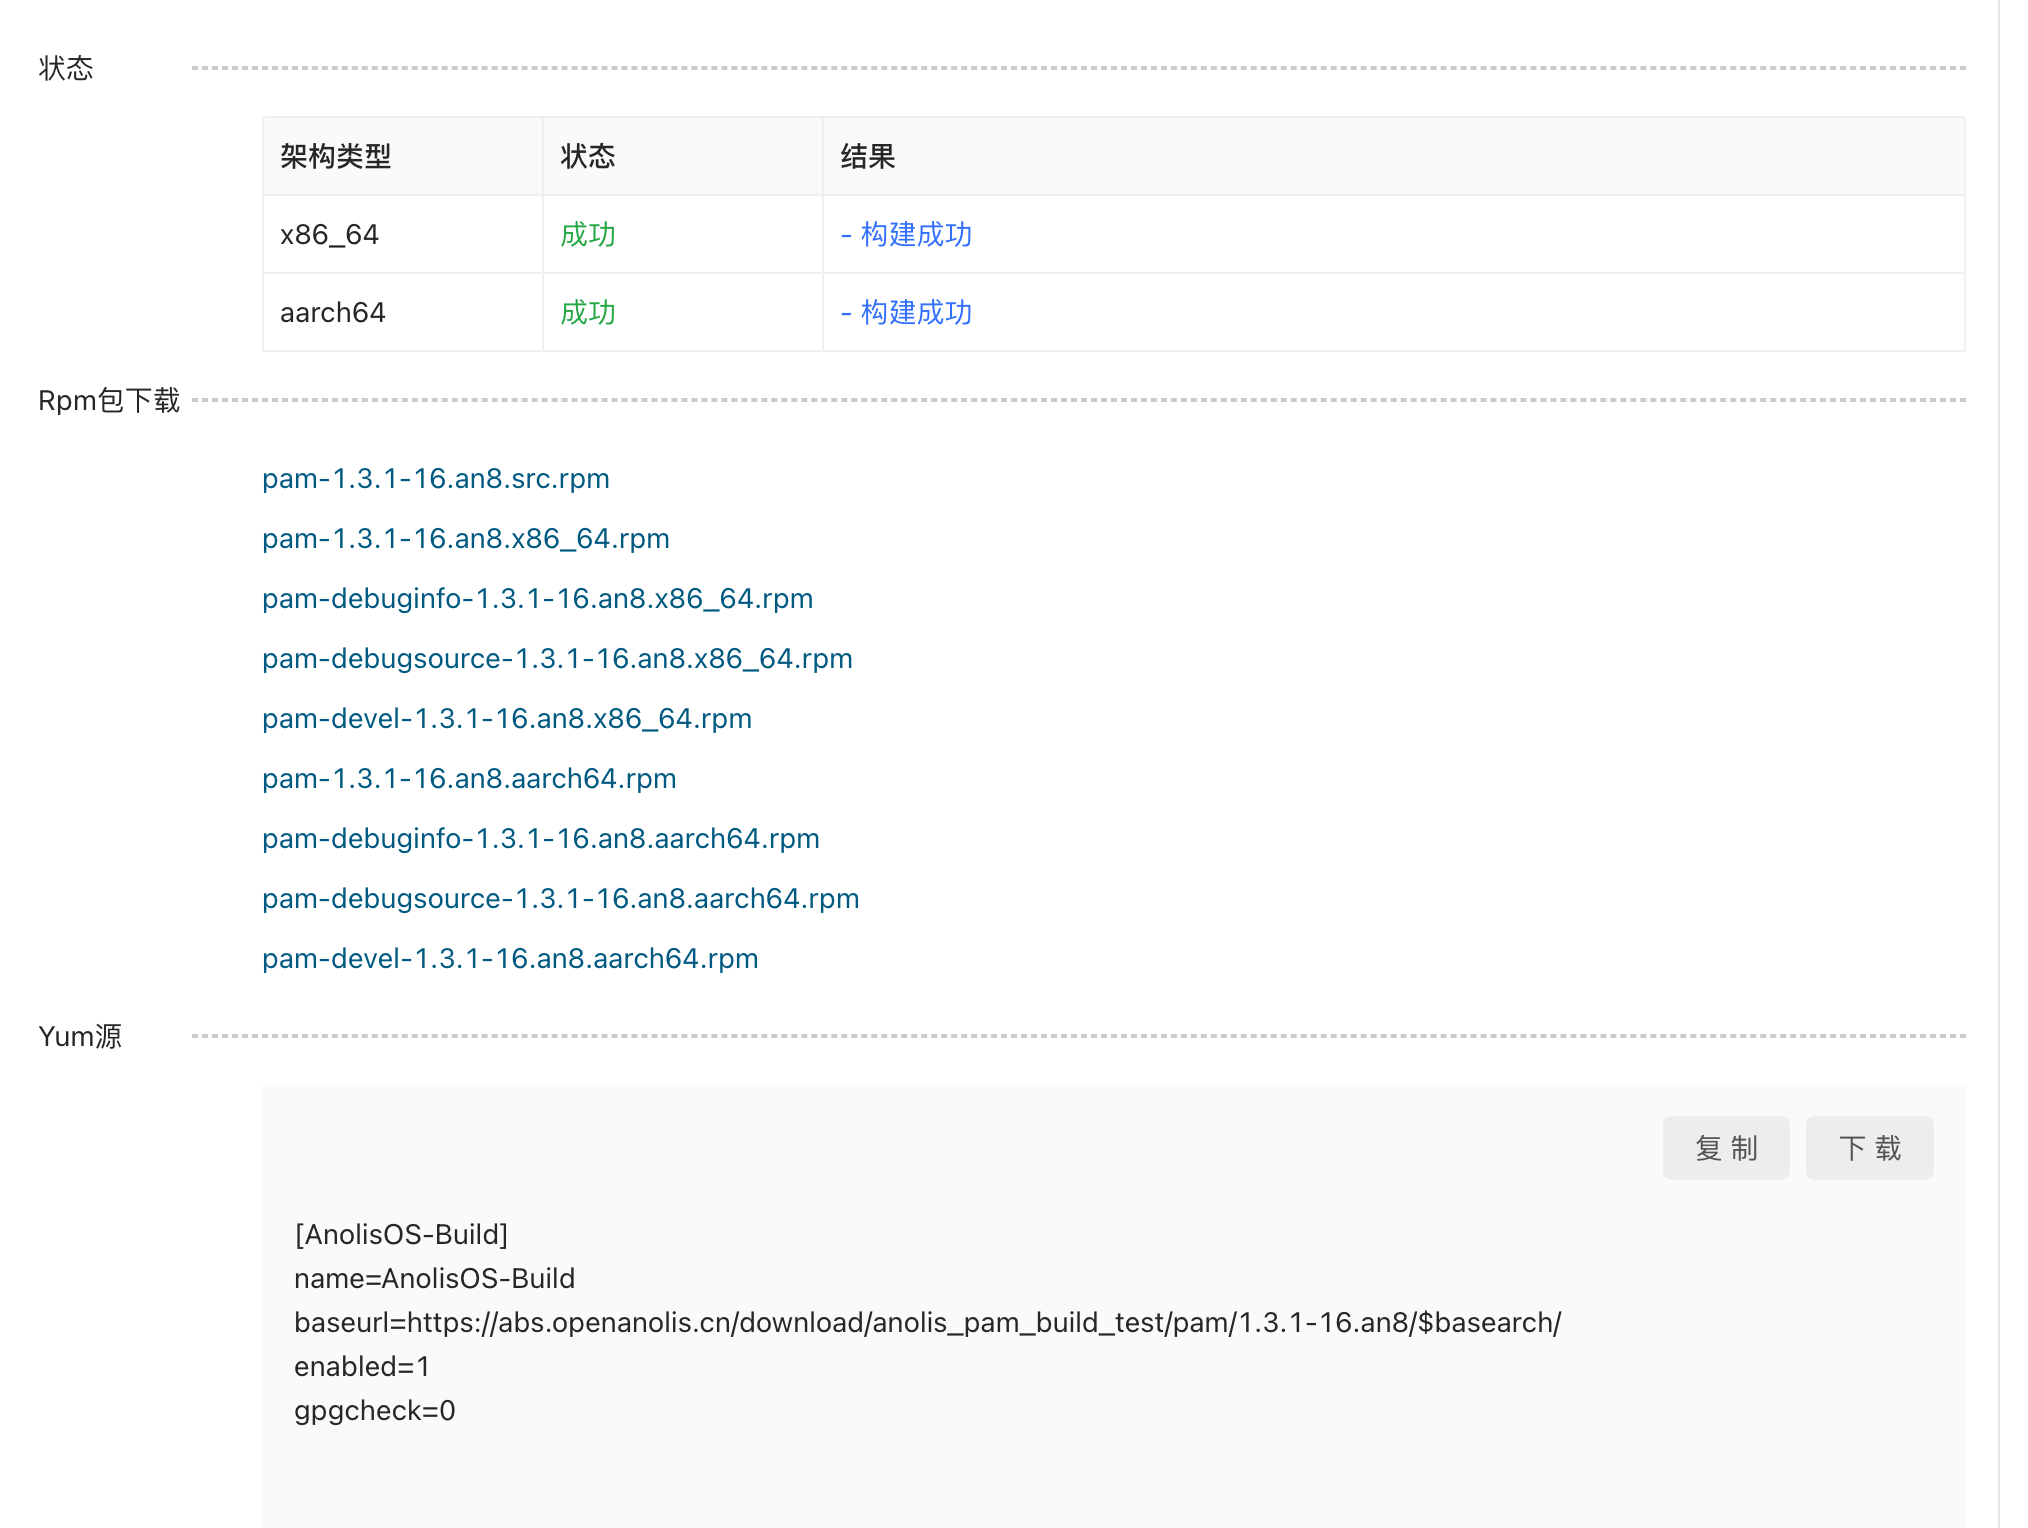 状态
架构类型 状态 结果
x86_64 成功 - 构建成功
aarch64 成功 - 构建成功
Rpm包下载
pam-1.3.1-16.an8.src.rpm
pam-1.3.1-16.an8.x86_64.rpm
pam-debuginfo-1.3.1-16.an8.x86_64.rpm
pam-debugsource-1.3.1-16.an8.x86_64.rpm
pam-devel-1.3.1-16.an8.x86_64.rpm
pam-1.3.1-16.an8.aarch64.rpm
pam-debuginfo-1.3.1-16.an8.aarch64.rpm
pam-debugsource-1.3.1-16.an8.aarch64.rpm
pam-devel-1.3.1-16.an8.aarch64.rpm
Yum源
复 制 下 载
[AnolisOS-Build]
name=AnolisOS-Build
baseurl=https://abs.openanolis.cn/download/anolis_pam_build_test/pam/1.3.1-16.an8/$basearch/
enabled=1
gpgcheck=0